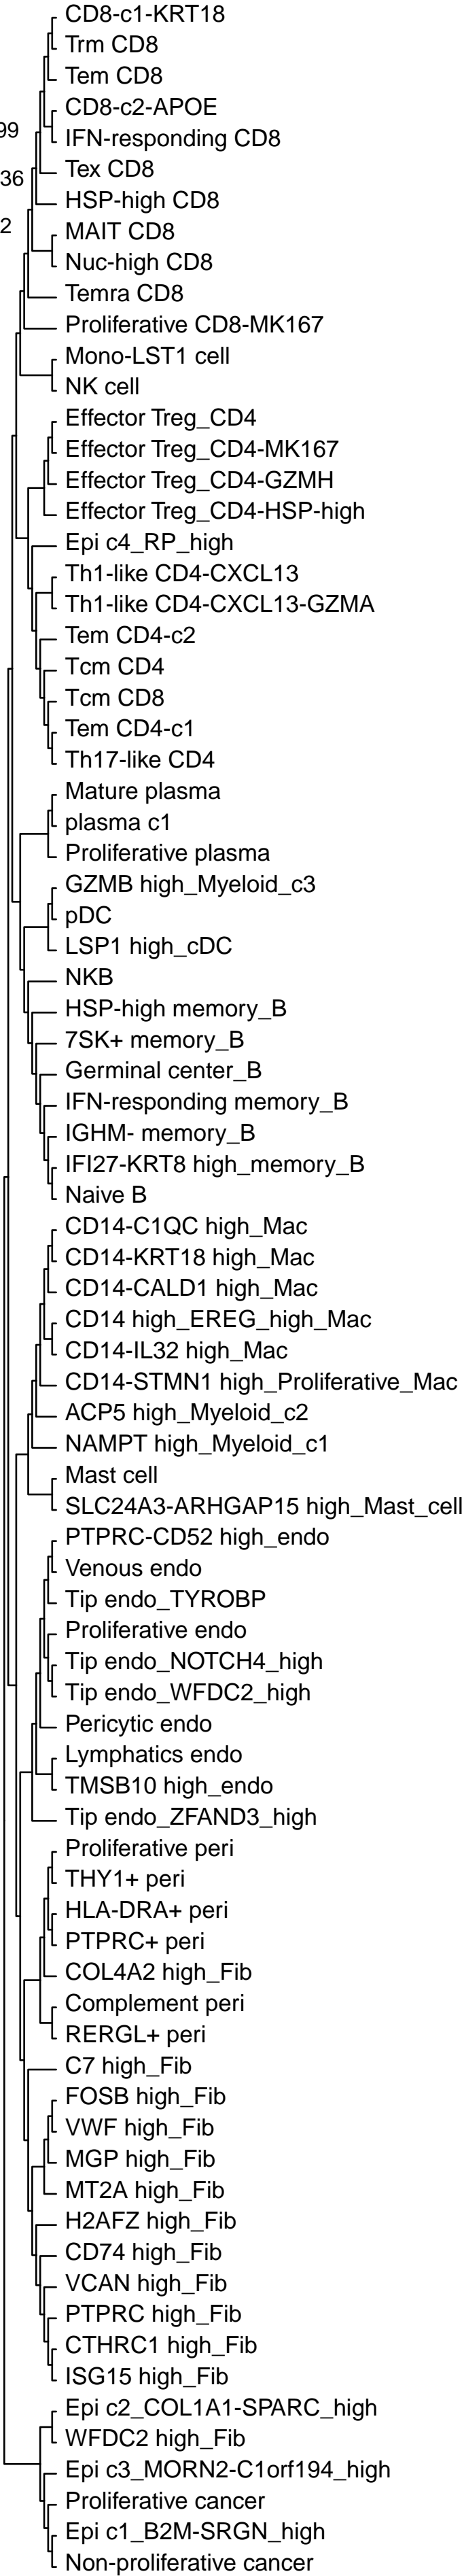 CD8-c1-KRT18
Trm CD8
Tem CD8
CD8-c2-APOE
99
IFN-responding CD8
Tex CD8
36
HSP-high CD8
2
MAIT CD8
Nuc-high CD8
Temra CD8
Proliferative CD8-MK167
Mono-LST1 cell
NK cell
Effector Treg_CD4
Effector Treg_CD4-MK167
Effector Treg_CD4-GZMH
Effector Treg_CD4-HSP-high
Epi c4_RP_high
Th1-like CD4-CXCL13
Th1-like CD4-CXCL13-GZMA
Tem CD4-c2
Tcm CD4
Tcm CD8
Tem CD4-c1
Th17-like CD4
Mature plasma
plasma c1
Proliferative plasma
GZMB high_Myeloid_c3
pDC
LSP1 high_cDC
NKB
HSP-high memory_B
7SK+ memory_B
Germinal center_B
IFN-responding memory_B
IGHM- memory_B
IFI27-KRT8 high_memory_B
Naive B
CD14-C1QC high_Mac
CD14-KRT18 high_Mac
CD14-CALD1 high_Mac
CD14 high_EREG_high_Mac
CD14-IL32 high_Mac
CD14-STMN1 high_Proliferative_Mac
ACP5 high_Myeloid_c2
NAMPT high_Myeloid_c1
Mast cell
SLC24A3-ARHGAP15 high_Mast_cell
PTPRC-CD52 high_endo
Venous endo
Tip endo_TYROBP
Proliferative endo
Tip endo_NOTCH4_high
Tip endo_WFDC2_high
Pericytic endo
Lymphatics endo
TMSB10 high_endo
Tip endo_ZFAND3_high
Proliferative peri
THY1+ peri
HLA-DRA+ peri
PTPRC+ peri
COL4A2 high_Fib
Complement peri
RERGL+ peri
C7 high_Fib
FOSB high_Fib
VWF high_Fib
MGP high_Fib
MT2A high_Fib
H2AFZ high_Fib
CD74 high_Fib
VCAN high_Fib
PTPRC high_Fib
CTHRC1 high_Fib
ISG15 high_Fib
Epi c2_COL1A1-SPARC_high
WFDC2 high_Fib
Epi c3_MORN2-C1orf194_high
Proliferative cancer
Epi c1_B2M-SRGN_high
Non-proliferative cancer